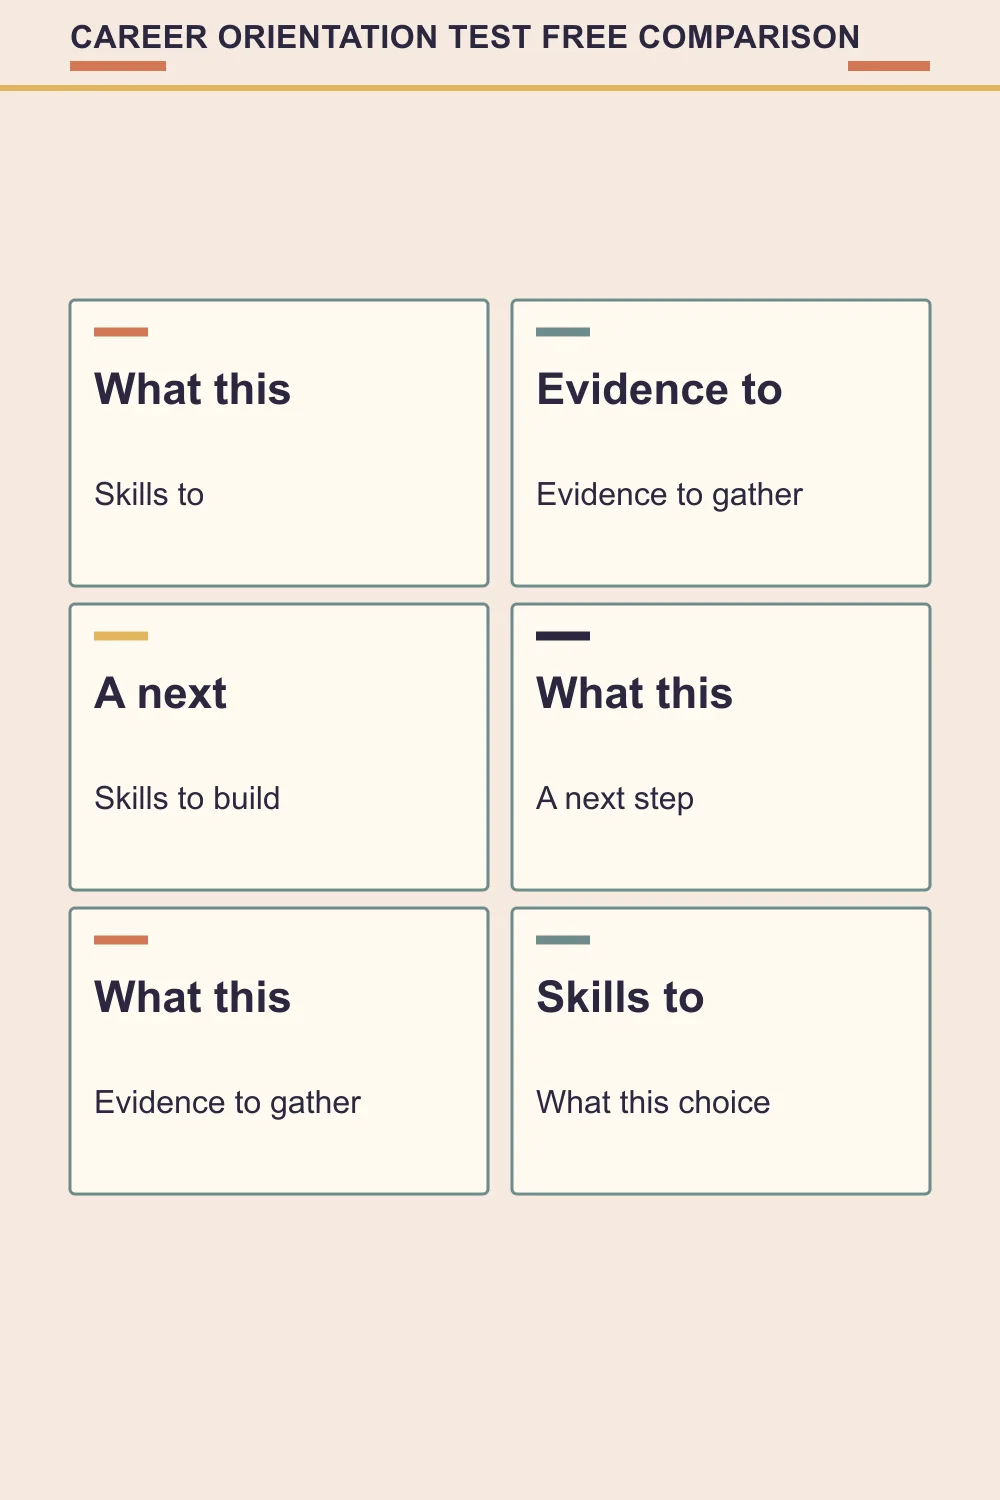 CAREER ORIENTATION TEST FREE COMPARISON
What this
Skills to
Evidence to
Evidence to gather
A next
Skills to build
What this
A next step
What this
Evidence to gather
Skills to
What this choice